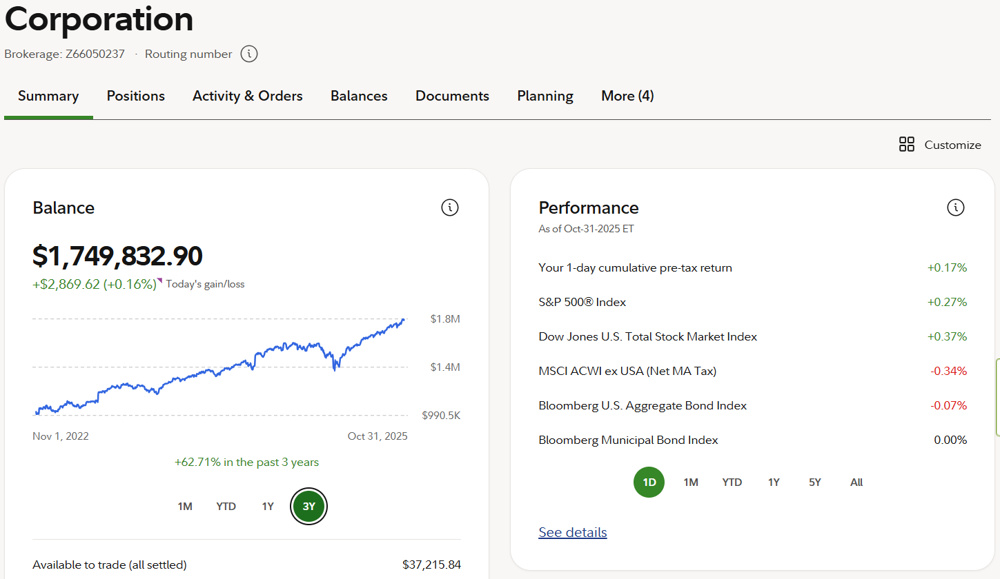 Corporation
Brokerage: Z66050237 · Routing number
Summary Positions Activity & Orders Balances Documents Planning More (4)
Customize
Balance
$1,749,832.90
+$2,869.62 (+0.16%) Today's gain/loss
$1.8M
$1.4M
$990.5K
Nov 1, 2022 Oct 31, 2025
+62.71% in the past 3 years
1M YTD 1Y 3Y
Available to trade (all settled) $37,215.84
Performance
As of Oct-31-2025 ET
Your 1-day cumulative pre-tax return +0.17%
S&P 500® Index +0.27%
Dow Jones U.S. Total Stock Market Index +0.37%
MSCI ACWI ex USA (Net MA Tax) -0.34%
Bloomberg U.S. Aggregate Bond Index -0.07%
Bloomberg Municipal Bond Index 0.00%
1D 1M YTD 1Y 5Y All
See details